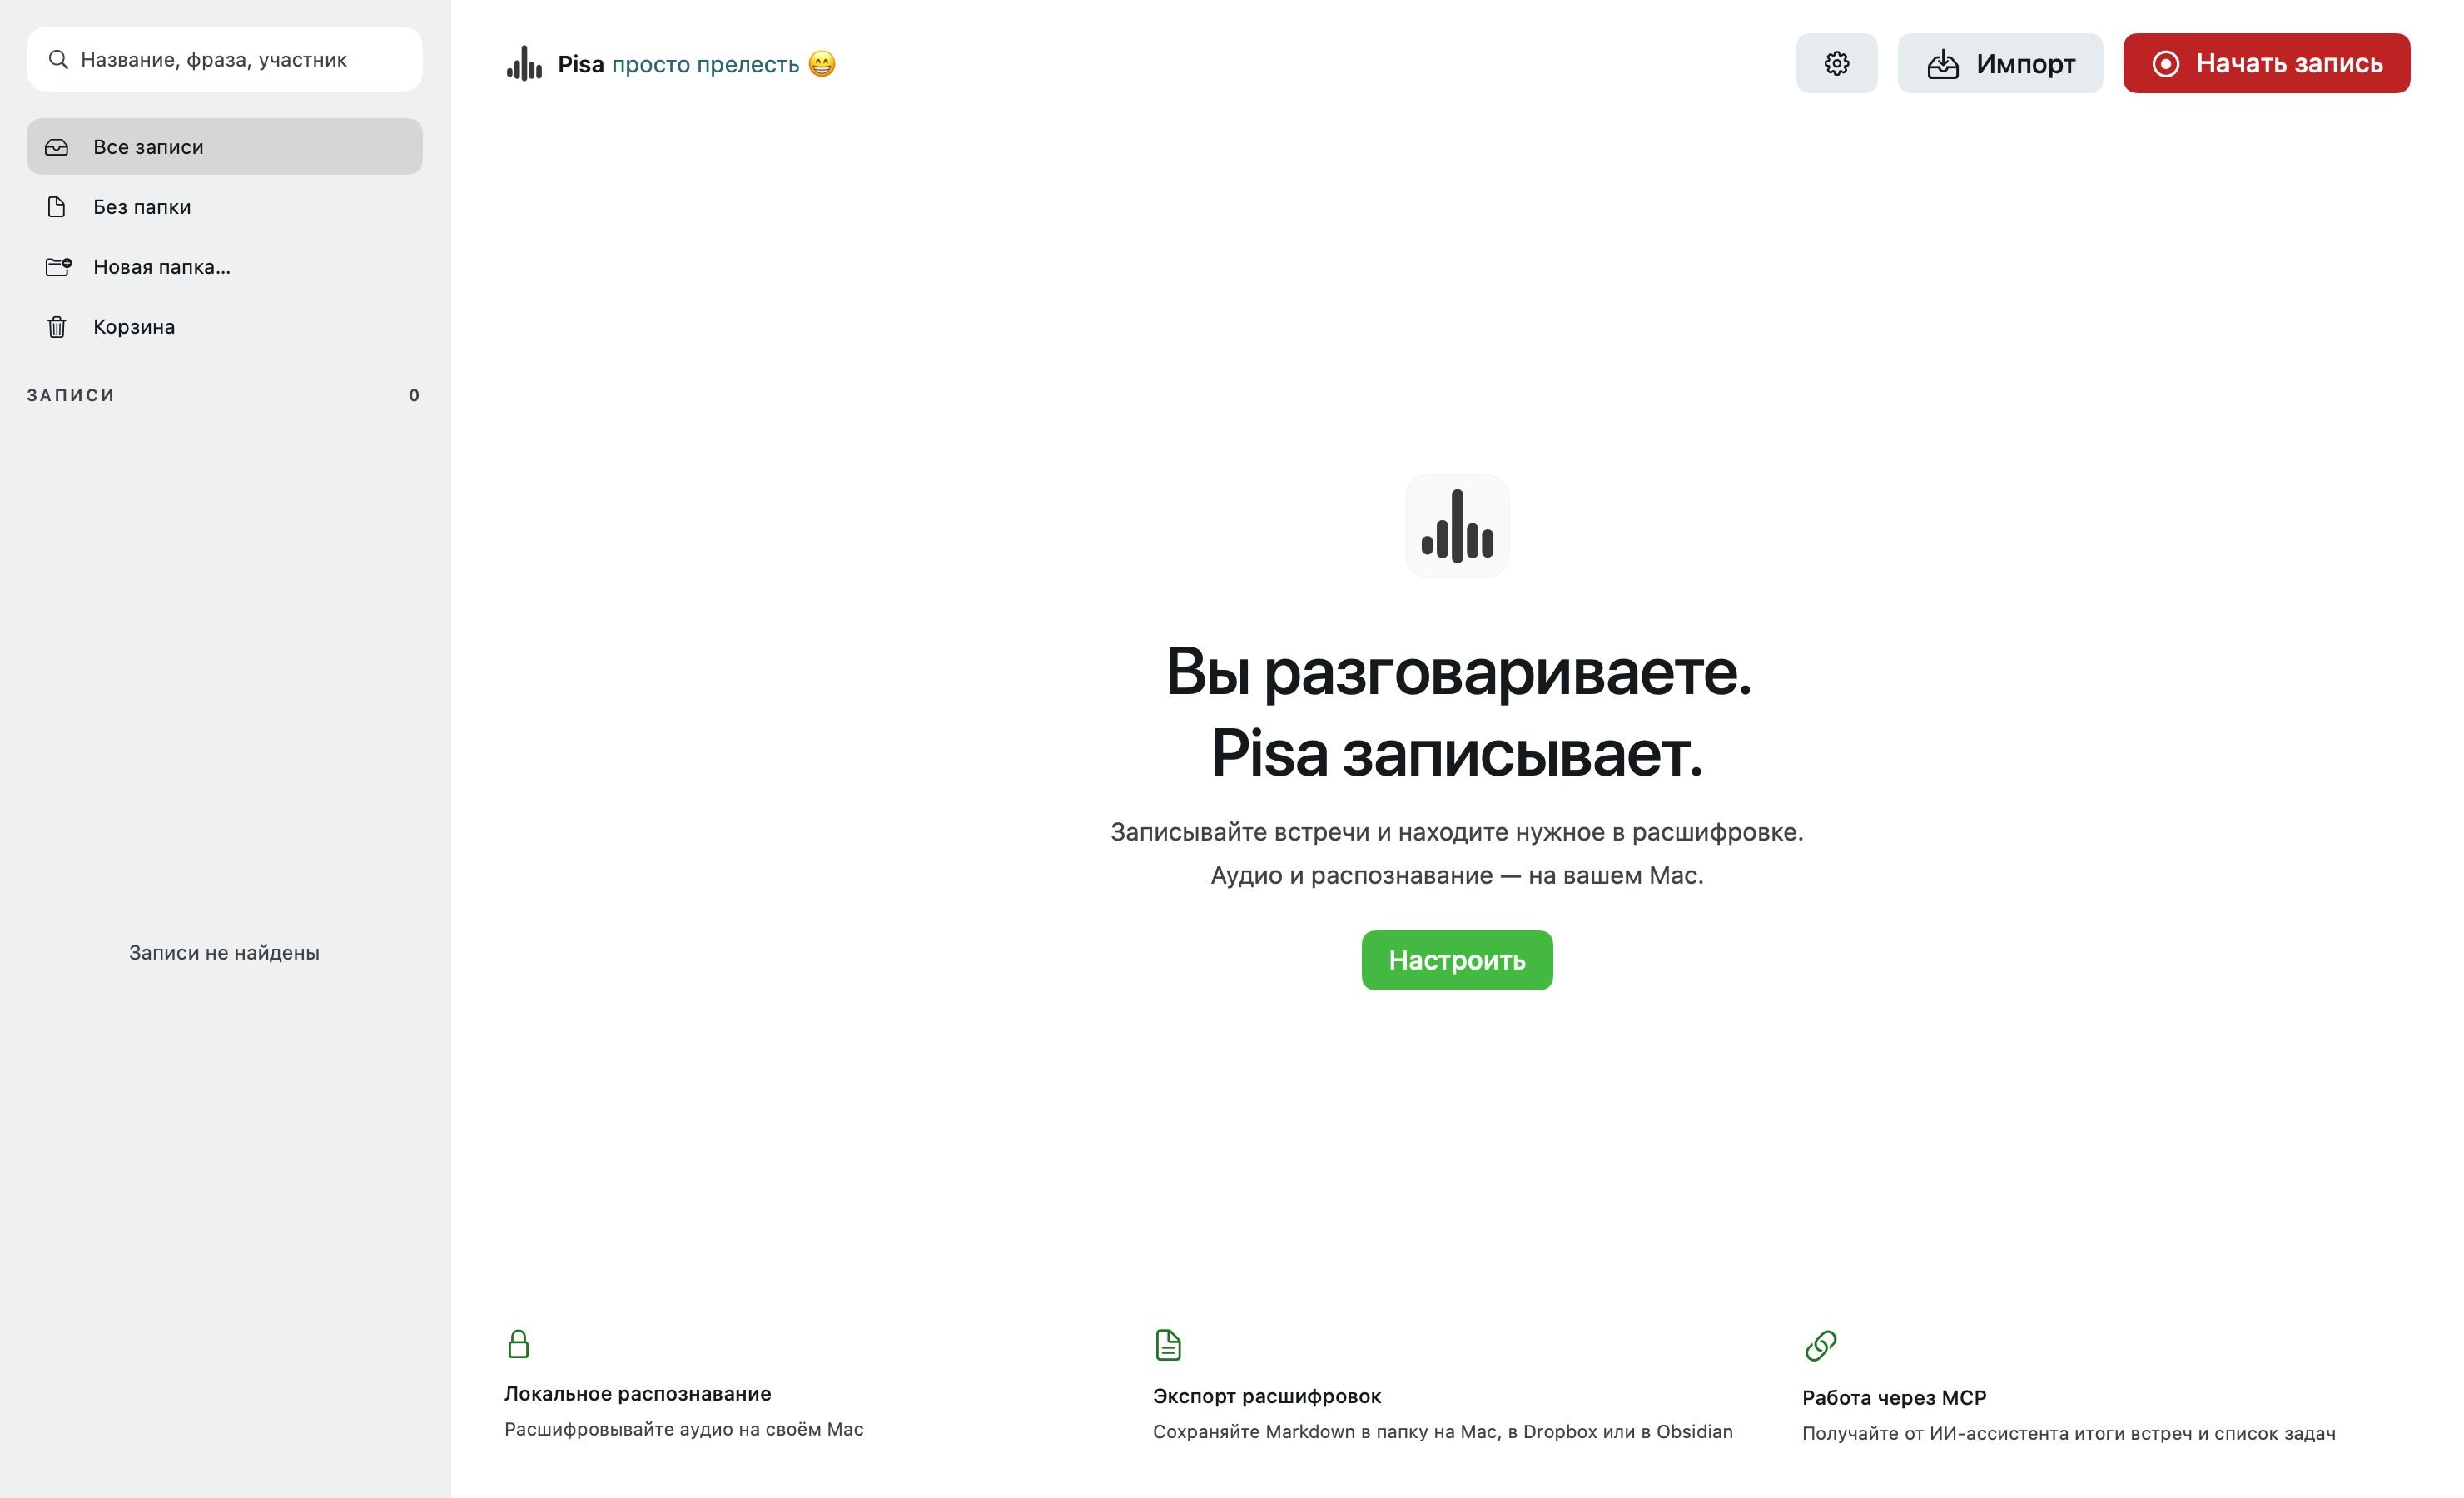 Название, фраза, участник
Все записи
Без папки
Новая папка...
Корзина
ЗАПИСИ 0
Записи не найдены
Pisa просто прелесть 😁
Импорт
Начать запись
Вы разговариваете.
Pisa записывает.
Записывайте встречи и находите нужное в расшифровке.
Аудио и распознавание — на вашем Mac.
Настроить
Локальное распознавание
Расшифровывайте аудио на своём Mac
Экспорт расшифровок
Сохраняйте Markdown в папку на Mac, в Dropbox или в Obsidian
Работа через MCP
Получайте от ИИ-ассистента итоги встреч и список задач